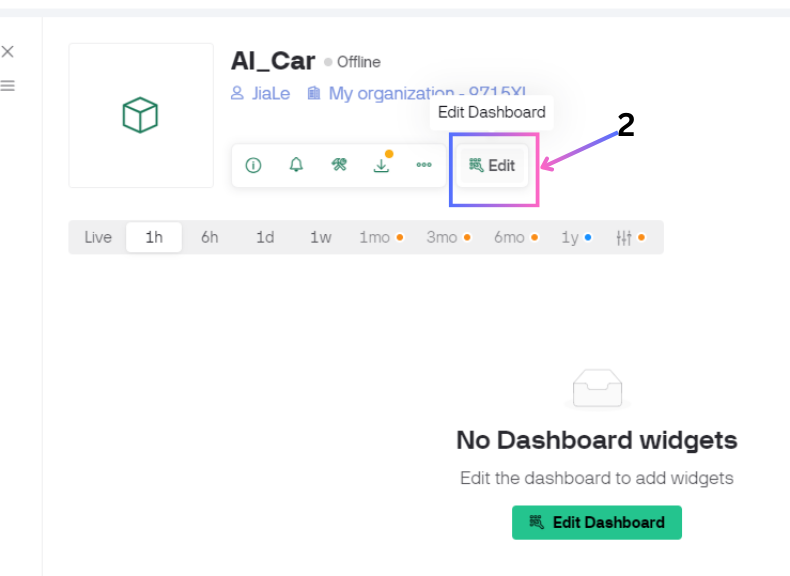 AI_Car Offline
JiaLe My organization - 9715XL
Edit Dashboard
2
Edit
Live 1h 6h 1d 1w 1mo 3mo 6mo 1y
No Dashboard widgets
Edit the dashboard to add widgets
Edit Dashboard